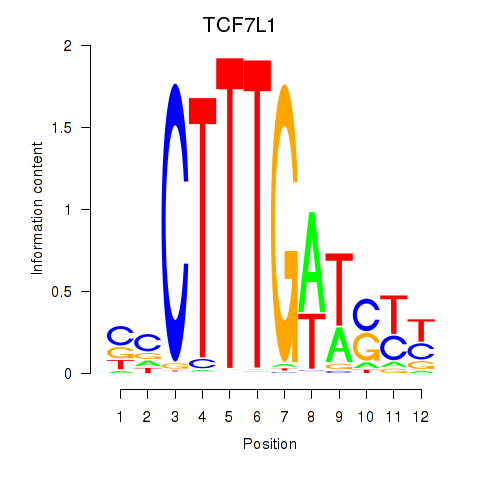 TCF7L1
Information content
2
1.5
1
0.5
0
C C C T T T G A T C T T
G G G C A T A G C C
T A T G A A G
1 2 3 4 5 6 7 8 9 10 11 12
Position